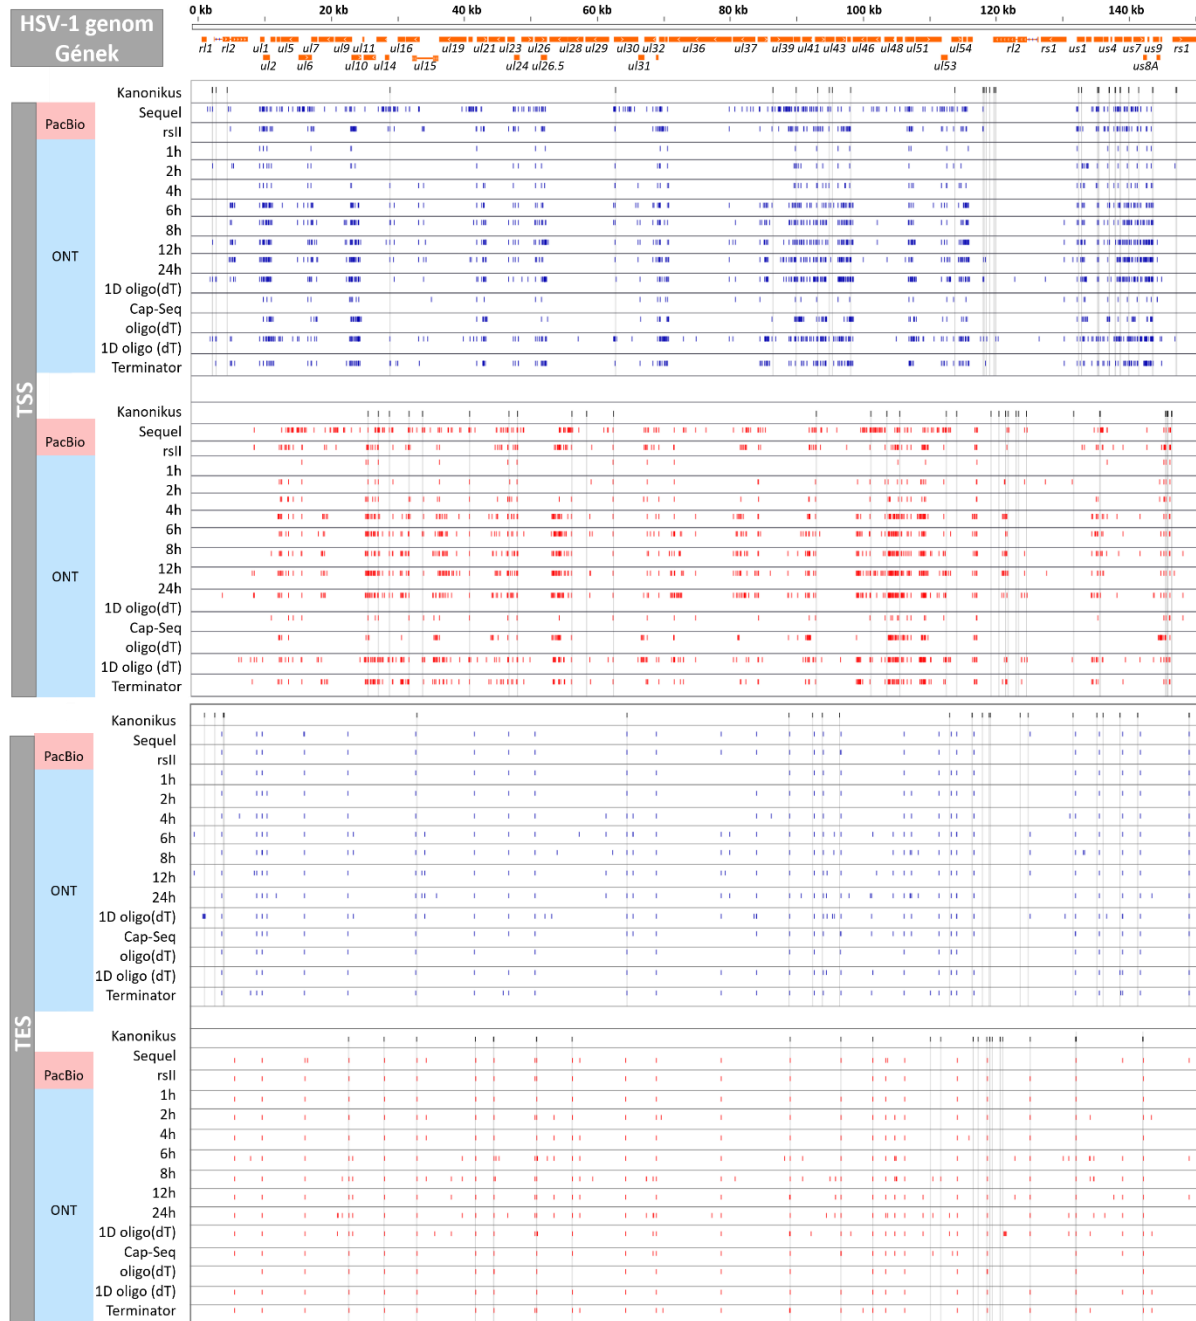 HSV-1 genom
Gének
0 kb 20 kb 40 kb 60 kb 80 kb 100 kb 120 kb 140 kb
rl1 rl2 ul1 ul5 ul7 ul9 ul11 ul16 ul19 ul21 ul23 ul26 ul28 ul29 ul30 ul32 ul36 ul37 ul39 ul41 ul43 ul46 ul48 ul51 ul54 rl2 rs1 us1 us4 us7 us9 rs1
ul2 ul6 ul10 ul14 ul15 ul24 ul26.5 ul31 ul53 us8A
TSS
Kanonikus
PacBio
Sequel
rsII
ONT
1h
2h
4h
6h
8h
12h
24h
1D oligo(dT)
Cap-Seq
oligo(dT)
1D oligo (dT)
Terminator
Kanonikus
PacBio
Sequel
rsII
ONT
1h
2h
4h
6h
8h
12h
24h
1D oligo(dT)
Cap-Seq
oligo(dT)
1D oligo (dT)
Terminator
TES
Kanonikus
PacBio
Sequel
rsII
ONT
1h
2h
4h
6h
8h
12h
24h
1D oligo(dT)
Cap-Seq
oligo(dT)
1D oligo (dT)
Terminator
Kanonikus
PacBio
Sequel
rsII
ONT
1h
2h
4h
6h
8h
12h
24h
1D oligo(dT)
Cap-Seq
oligo(dT)
1D oligo (dT)
Terminator